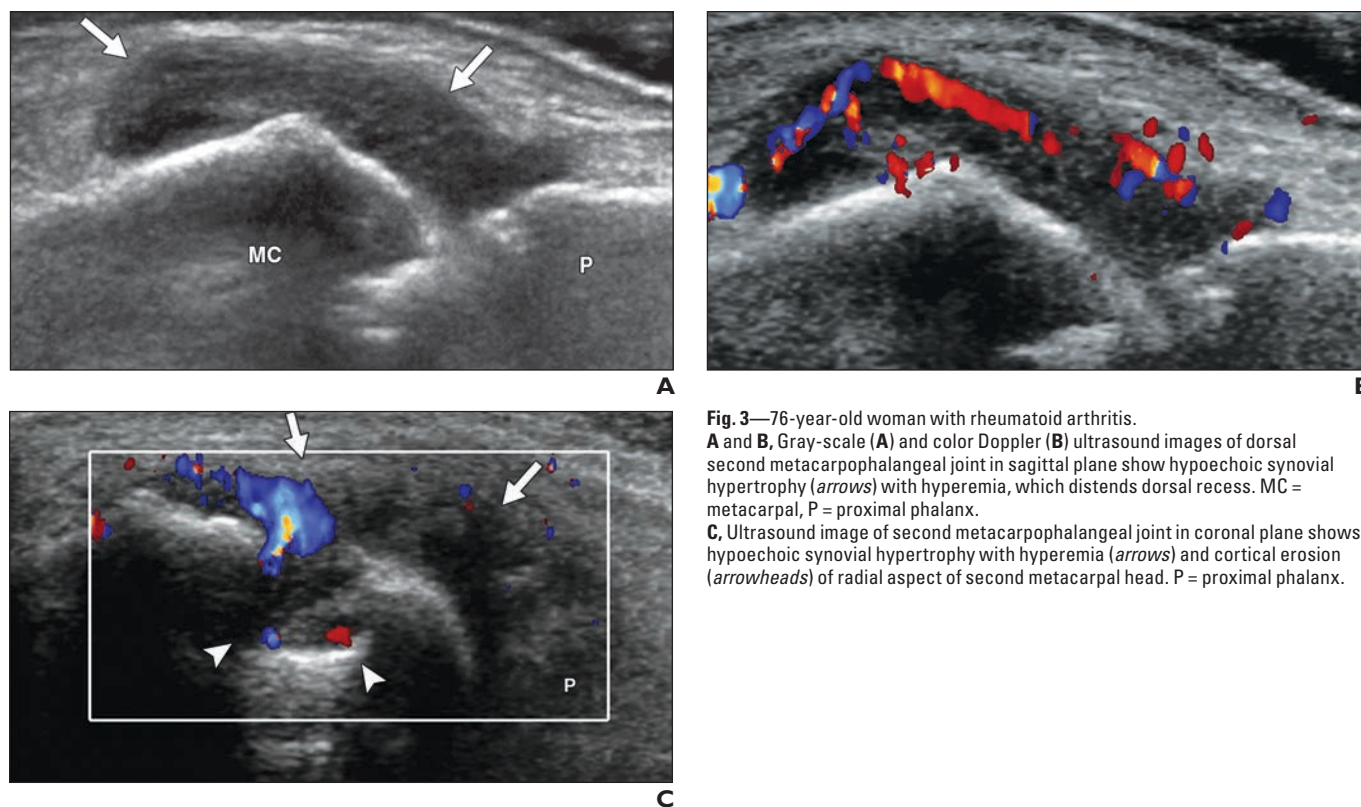 MC
P
A
B
P
C
Fig. 3—76-year-old woman with rheumatoid arthritis.
A and B, Gray-scale (A) and color Doppler (B) ultrasound images of dorsal
second metacarpophalangeal joint in sagittal plane show hypoechoic synovial
hypertrophy (arrows) with hyperemia, which distends dorsal recess. MC =
metacarpal, P = proximal phalanx.
C, Ultrasound image of second metacarpophalangeal joint in coronal plane shows
hypoechoic synovial hypertrophy with hyperemia (arrows) and cortical erosion
(arrowheads) of radial aspect of second metacarpal head. P = proximal phalanx.